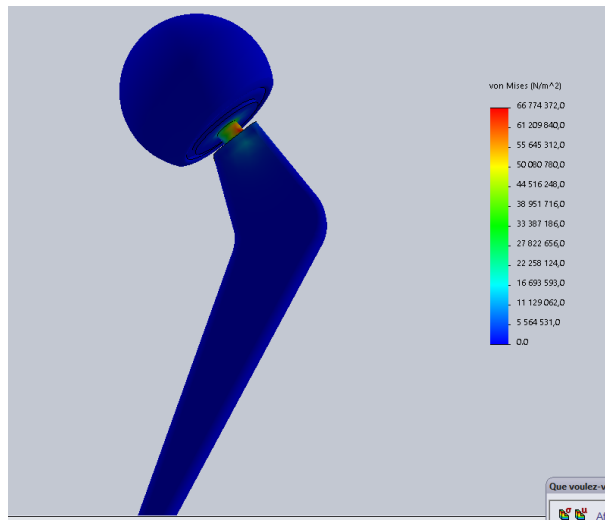 von Mises (N/m^2)
66 774 372,0
61 209 840,0
55 645 312,0
50 080 780,0
44 516 248,0
38 951 716,0
33 387 186,0
27 822 656,0
22 258 124,0
16 693 593,0
11 129 062,0
5 564 531,0
0,0
Que voulez-v